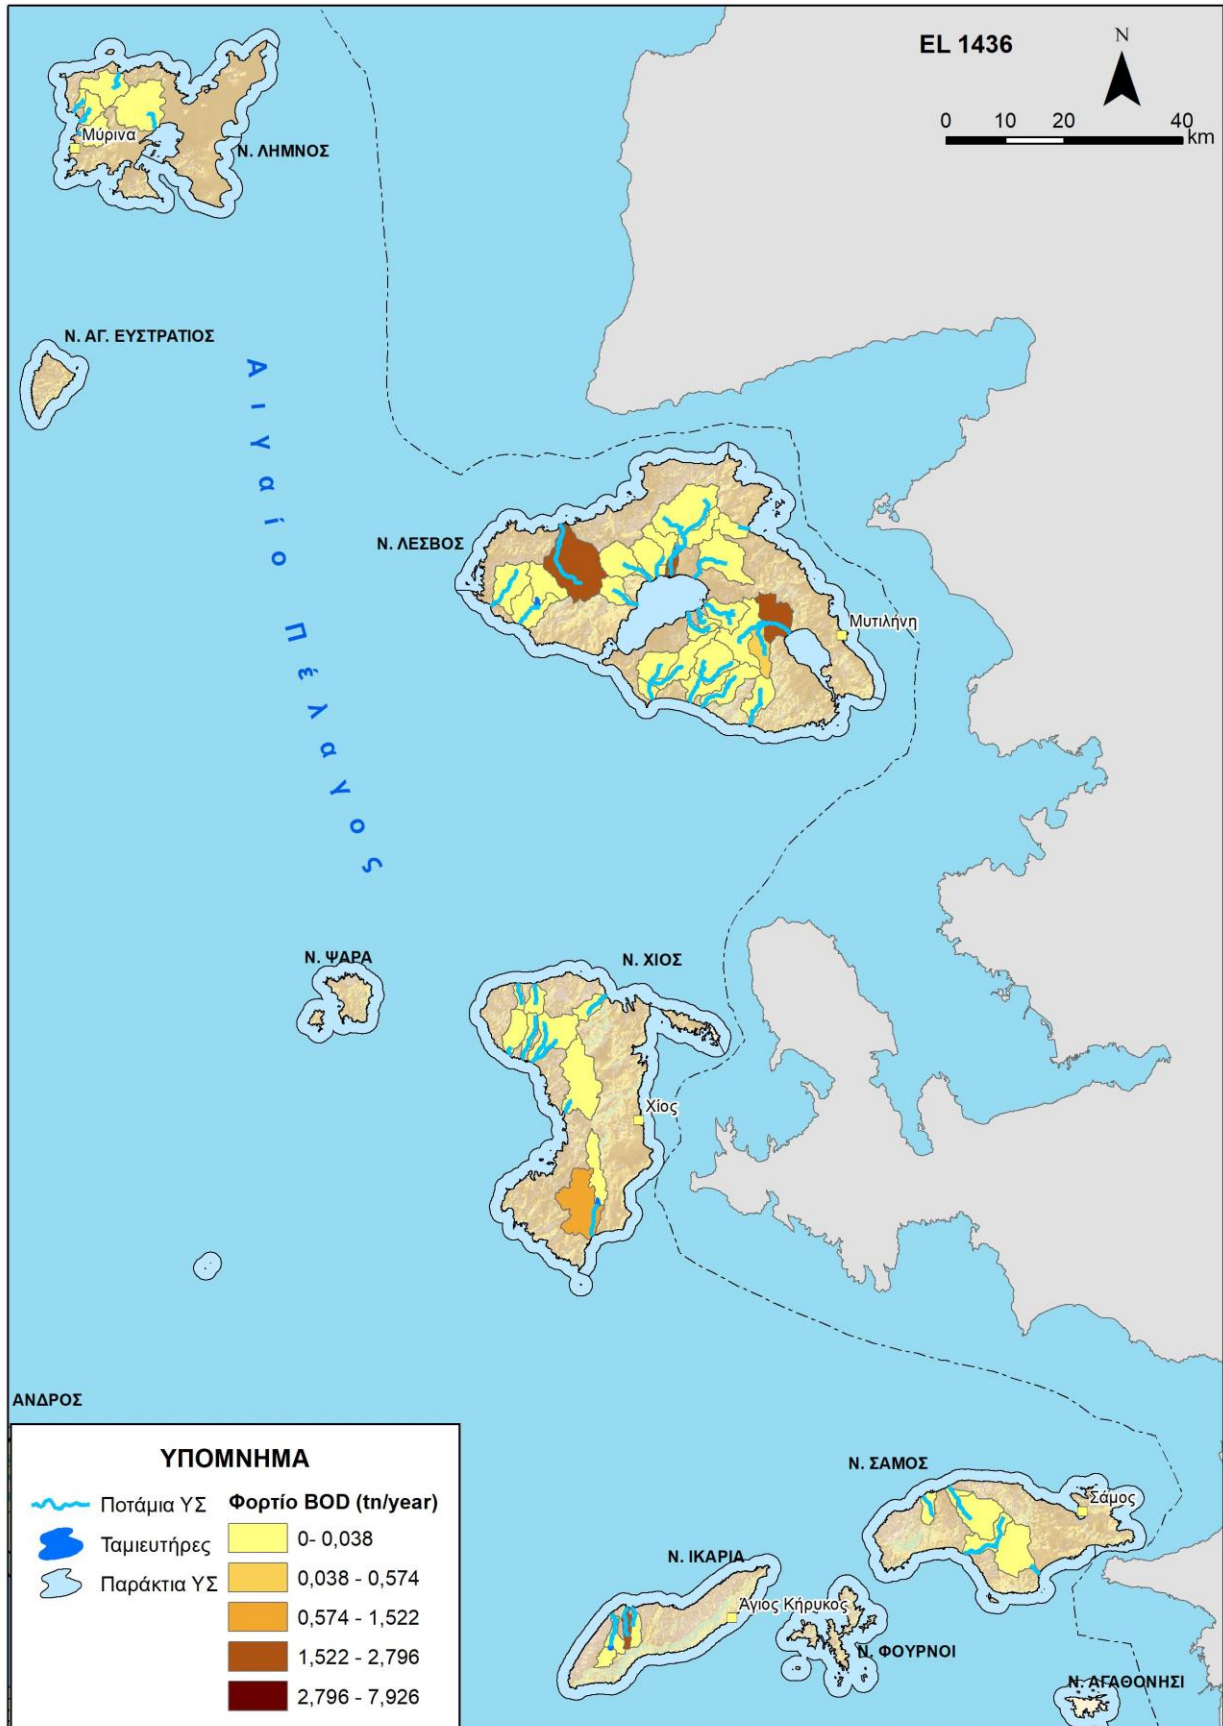 EL 1436
N
0 10 20 40
km
Μύρινα
Ν. ΛΗΜΝΟΣ
Ν. ΑΓ. ΕΥΣΤΡΑΤΙΟΣ
Αιγαίο Πέλαγος
Ν. ΛΕΣΒΟΣ
Μυτιλήνη
Ν. ΨΑΡΑ
Ν. ΧΙΟΣ
Χίος
ΑΝΔΡΟΣ
Ν. ΣΑΜΟΣ
Σάμος
Ν. ΙΚΑΡΙΑ
Άγιος Κήρυκος
Ν. ΦΟΥΡΝΟΙ
Ν. ΑΓΑΘΟΝΗΣΙ
ΥΠΟΜΝΗΜΑ
Ποτάμια ΥΣ
Ταμιευτήρες
Παράκτια ΥΣ
Φορτίο BOD (tn/year)
0- 0,038
0,038 - 0,574
0,574 - 1,522
1,522 - 2,796
2,796 - 7,926